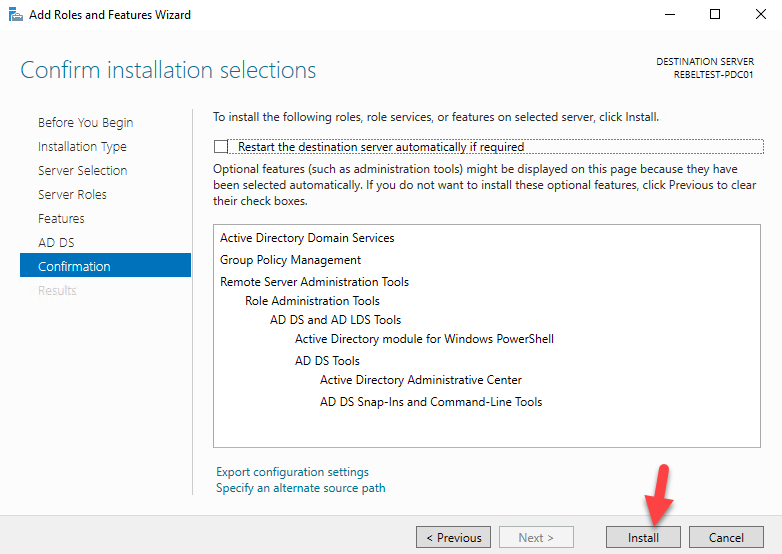 Add Roles and Features Wizard
Confirm installation selections
DESTINATION SERVER
REBELTEST-PDC01
Before You Begin
Installation Type
Server Selection
Server Roles
Features
AD DS
Confirmation
Results
To install the following roles, role services, or features on selected server, click Install.
Restart the destination server automatically if required
Optional features (such as administration tools) might be displayed on this page because they have
been selected automatically. If you do not want to install these optional features, click Previous to clear
their check boxes.
Active Directory Domain Services
Group Policy Management
Remote Server Administration Tools
Role Administration Tools
AD DS and AD LDS Tools
Active Directory module for Windows PowerShell
AD DS Tools
Active Directory Administrative Center
AD DS Snap-Ins and Command-Line Tools
Export configuration settings
Specify an alternate source path
< Previous
Next >
Install
Cancel